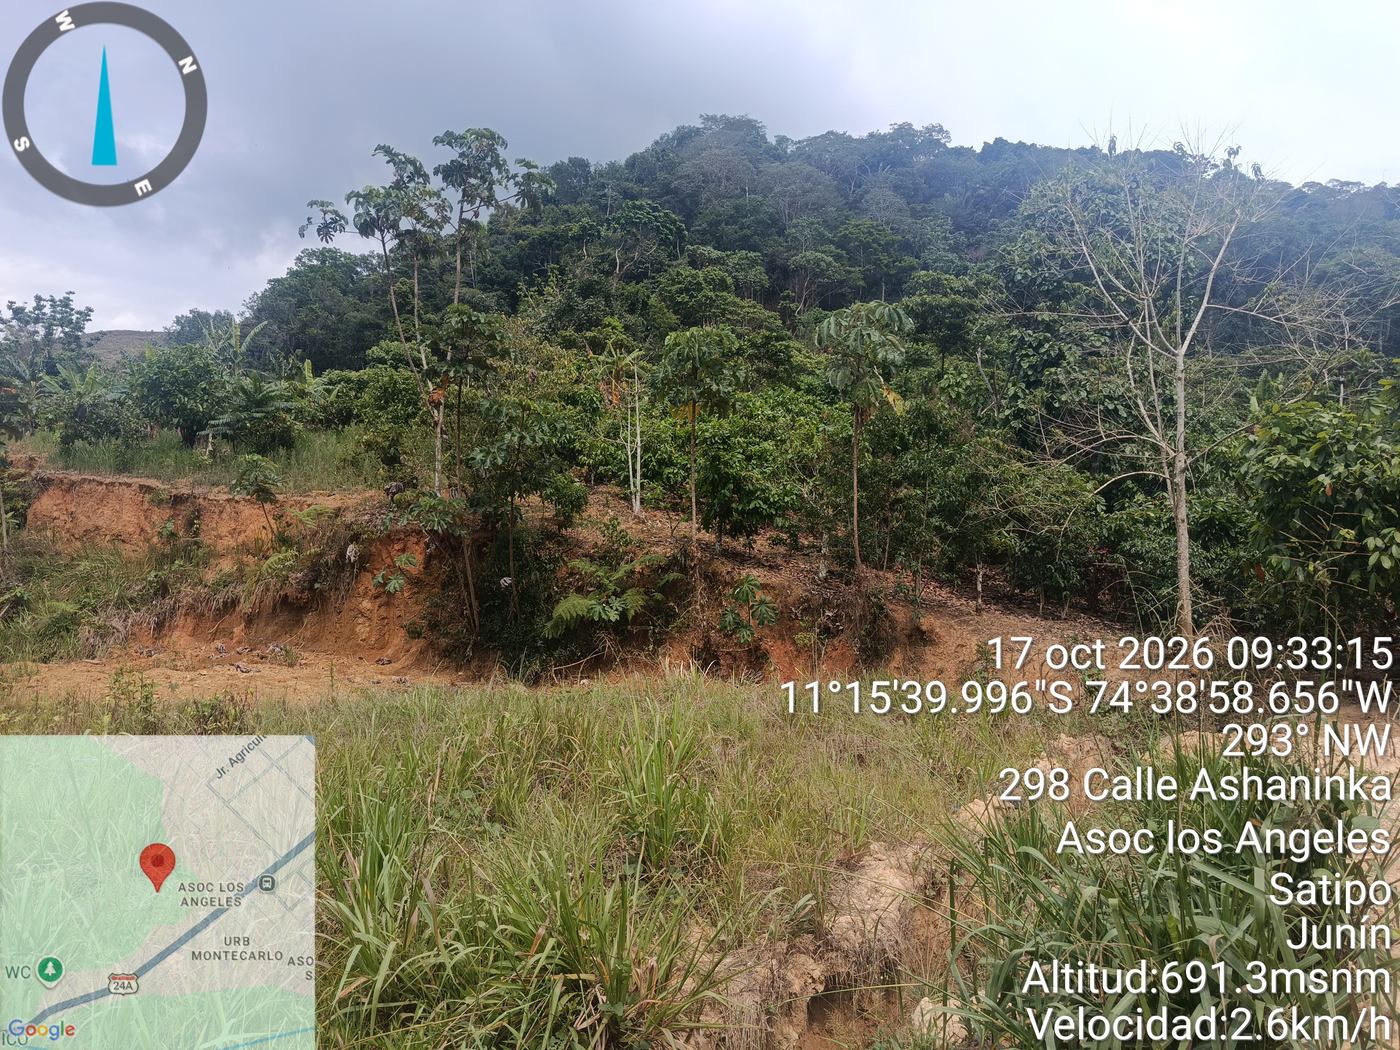 W
N
S
E
17 oct 2026 09:33:15
11°15'39.996"S 74°38'58.656"W
293° NW
298 Calle Ashaninka
Asoc los Angeles
Satipo
Junín
Altitud:691.3msnm
Velocidad:2.6km/h
ASOC LOS
ANGELES
URB
MONTECARLO
WC
24A
Google